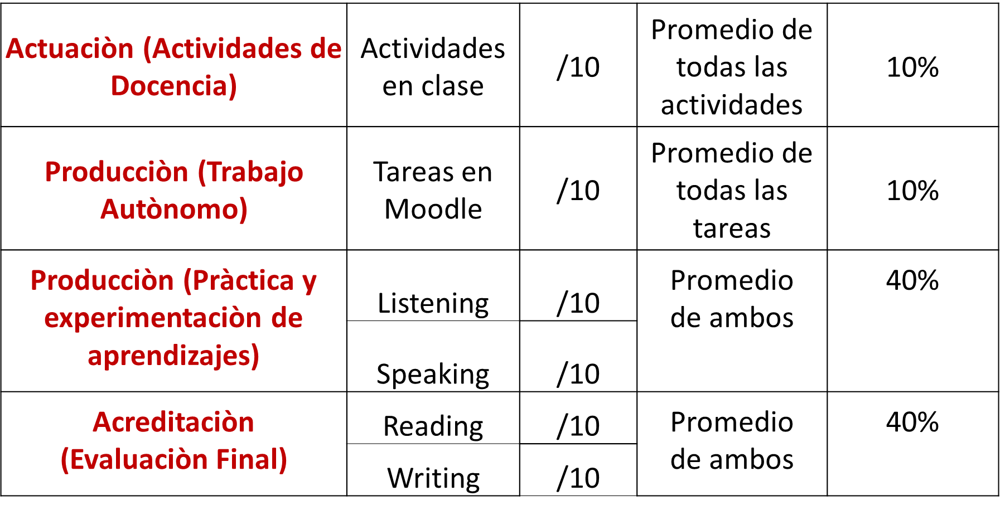 Actuaciòn (Actividades de
Docencia)
Actividades
en clase
/10
Promedio de
todas las
actividades
10%
Producciòn (Trabajo
Autònomo)
Tareas en
Moodle
/10
Promedio de
todas las
tareas
10%
Producciòn (Pràctica y
experimentaciòn de
aprendizajes)
Listening
/10
Speaking
/10
Promedio
de ambos
40%
Acreditaciòn
(Evaluaciòn Final)
Reading
/10
Writing
/10
Promedio
de ambos
40%